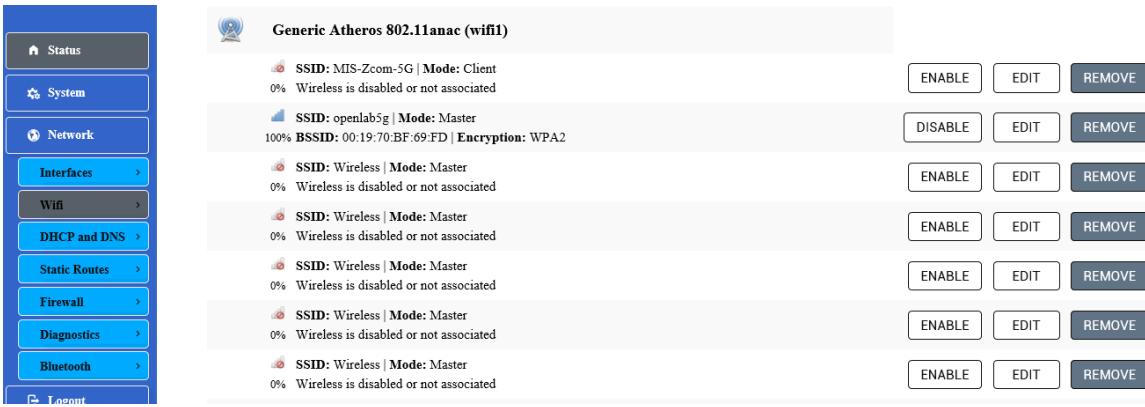 Status
System
Network
Interfaces
Wifi
DHCP and DNS
Static Routes
Firewall
Diagnostics
Bluetooth
Logout
Generic Atheros 802.11anac (wifi1)
SSID: MIS-Zcom-5G | Mode: Client
0% Wireless is disabled or not associated
ENABLE EDIT REMOVE
SSID: openlab5g | Mode: Master
100% BSSID: 00:19:70:BF:69:FD | Encryption: WPA2
DISABLE EDIT REMOVE
SSID: Wireless | Mode: Master
0% Wireless is disabled or not associated
ENABLE EDIT REMOVE
SSID: Wireless | Mode: Master
0% Wireless is disabled or not associated
ENABLE EDIT REMOVE
SSID: Wireless | Mode: Master
0% Wireless is disabled or not associated
ENABLE EDIT REMOVE
SSID: Wireless | Mode: Master
0% Wireless is disabled or not associated
ENABLE EDIT REMOVE
SSID: Wireless | Mode: Master
0% Wireless is disabled or not associated
ENABLE EDIT REMOVE